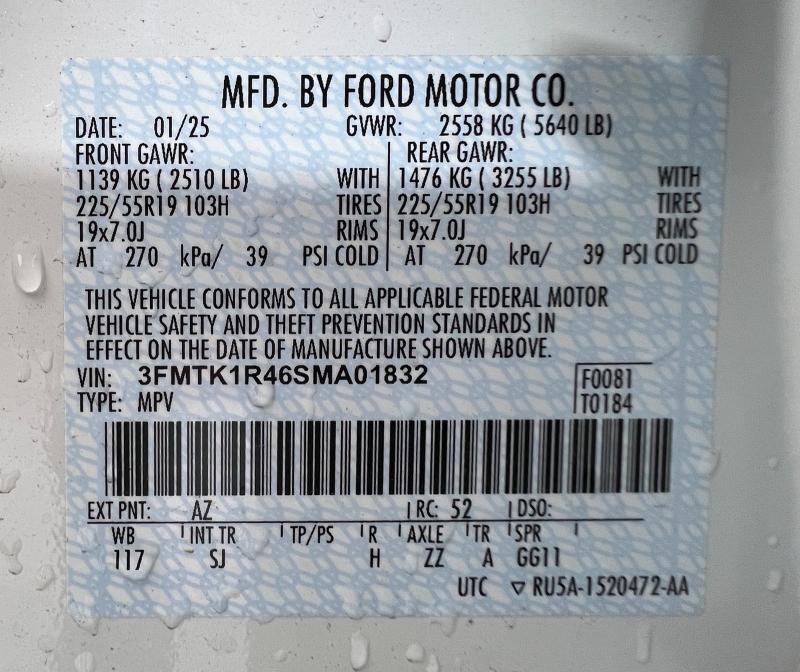 MFD. BY FORD MOTOR CO.
DATE: 01/25 GVWR: 2558 KG ( 5640 LB)
FRONT GAWR: REAR GAWR:
1139 KG ( 2510 LB) WITH 1476 KG ( 3255 LB) WITH
225/55R19 103H TIRES 225/55R19 103H TIRES
19x7.0J RIMS 19x7.0J RIMS
AT 270 kPa/ 39 PSI COLD AT 270 kPa/ 39 PSI COLD
THIS VEHICLE CONFORMS TO ALL APPLICABLE FEDERAL MOTOR
VEHICLE SAFETY AND THEFT PREVENTION STANDARDS IN
EFFECT ON THE DATE OF MANUFACTURE SHOWN ABOVE.
VIN: 3FMTK1R46SMA01832 F0081
TYPE: MPV T0184
EXT PNT: AZ RC: 52 DSO:
WB INT TR TP/PS R AXLE TR SPR
117 SJ H ZZ A GG11
UTC ▽ RU5A-1520472-AA